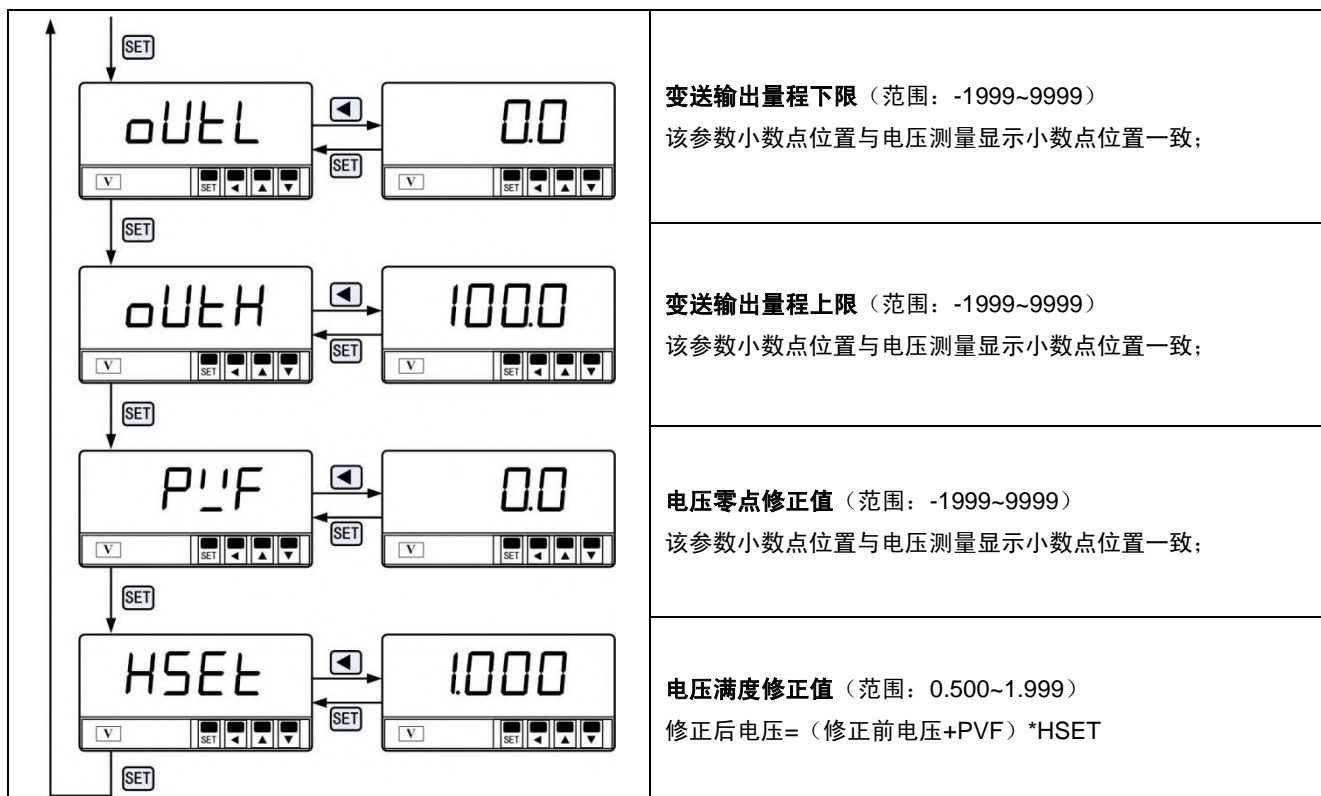 SET
oUtL
0.0
变送输出量程下限（范围：-1999~9999）
该参数小数点位置与电压测量显示小数点位置一致；
SET
V
SET
V
SET
SET
oUtH
100.0
变送输出量程上限（范围：-1999~9999）
该参数小数点位置与电压测量显示小数点位置一致；
SET
V
SET
V
SET
SET
PVF
0.0
电压零点修正值（范围：-1999~9999）
该参数小数点位置与电压测量显示小数点位置一致；
SET
V
SET
V
SET
SET
HSEt
1.000
电压满度修正值（范围：0.500~1.999）
修正后电压=（修正前电压+PVF）*HSET
SET
V
SET
V
SET
SET